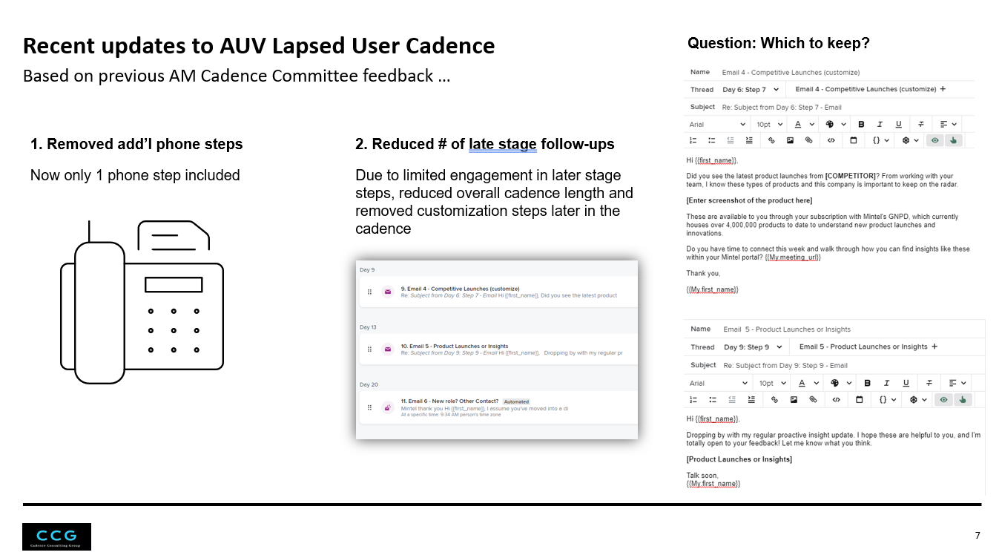 Recent updates to AUV Lapsed User Cadence
Based on previous AM Cadence Committee feedback ...
1. Removed add’l phone steps
Now only 1 phone step included
2. Reduced # of late stage follow-ups
Due to limited engagement in later stage
steps, reduced overall cadence length and
removed customization steps later in the
cadence
Day 9
9. Email 4 - Competitive Launches (customize)
Re: Subject from Day 6: Step 7 - Email Hi {{first_name}}, Did you see the latest product
Day 13
10. Email 5 - Product Launches or Insights
Re: Subject from Day 9: Step 9 - Email Hi {{first_name}}, Dropping by with my regular pr
Day 20
11. Email 6 - New role? Other Contact? Automated
Mintel thank you Hi {{first_name}}, I assume you've moved into a di
At a specific time: 9:34 AM person's time zone
Question: Which to keep?
Name Email 4 - Competitive Launches (customize)
Thread Day 6: Step 7 Email 4 - Competitive Launches (customize) +
Subject Re: Subject from Day 6: Step 7 - Email
Arial 10pt A B I U T
Hi {{first_name}},
Did you see the latest product launches from [COMPETITOR]? From working with your
team, I know these types of products and this company is important to keep on the radar.
[Enter screenshot of the product here]
These are available to you through your subscription with Mintel's GNPD, which currently
houses over 4,000,000 products to date to understand new product launches and
innovations.
Do you have time to connect this week and walk through how you can find insights like these
within your Mintel portal? {{My.meeting_url}}
Thank you,
{{My.first_name}}
Name Email 5 - Product Launches or Insights
Thread Day 9: Step 9 Email 5 - Product Launches or Insights +
Subject Re: Subject from Day 9: Step 9 - Email
Arial 10pt A B I U T
Hi {{first_name}},
Dropping by with my regular proactive insight update. I hope these are helpful to you, and I'm
totally open to your feedback! Let me know what you think.
[Product Launches or Insights]
Talk soon,
{{My.first_name}}
CCG
Cadence Consulting Group
7